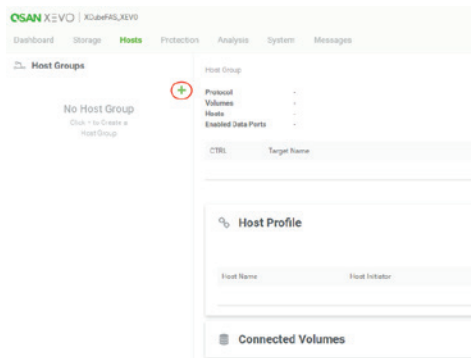 QSAN XEVO | XCubeFAS_XEVO
Dashboard Storage Hosts Protection Analysis System Messages
Host Groups
No Host Group
Click + to Create a
Host Group
Host Group
Protocol -
Volumes -
Hosts -
Enabled Data Ports -
CTRL Target Name
Host Profile
Host Name Host Initiator
Connected Volumes